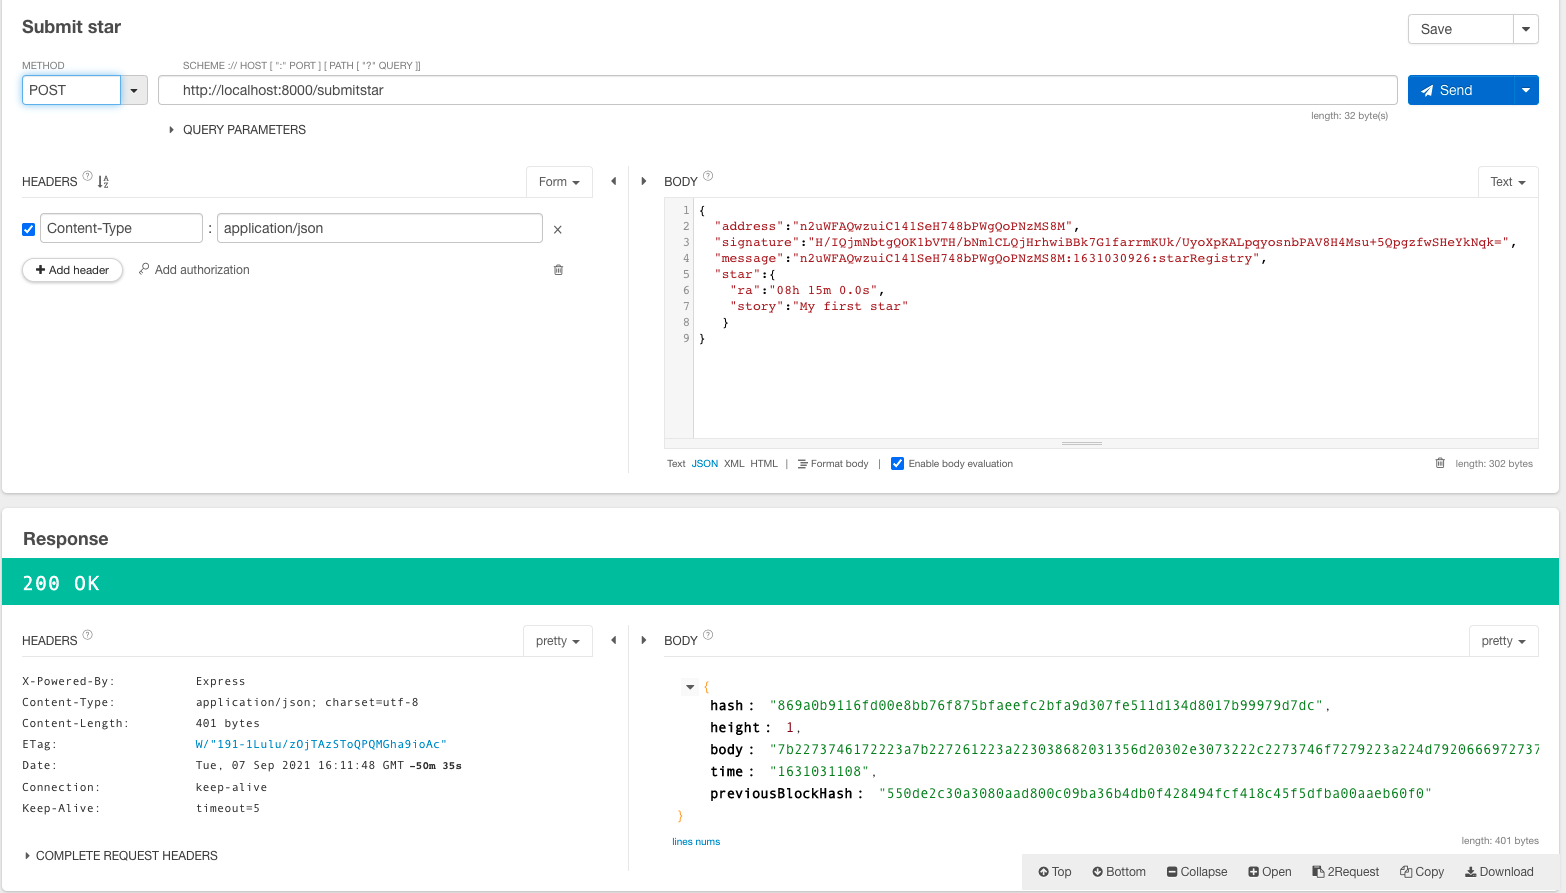 Submit star
Save
METHOD
SCHEME :// HOST [ ":" PORT ] [ PATH [ "?" QUERY ]]
POST
http://localhost:8000/submitstar
Send
length: 32 byte(s)
QUERY PARAMETERS
HEADERS ? Form
BODY ? Text
Content-Type : application/json
Add header
Add authorization
1 {
2 "address":"n2uWFAQwzuiC141SeH748bPWgQoPNzMS8M",
3 "signature":"H/IQjmNbtgQOK1bVTH/bNmlCLQjHrhwiBBk7G1farrmKUk/UyoXpKALpqyosnbPAV8H4Msu+5QpgzfwSHeYkNqk=",
4 "message":"n2uWFAQwzuiC141SeH748bPWgQoPNzMS8M:1631030926:starRegistry",
5 "star":{
6 "ra":"08h 15m 0.0s",
7 "story":"My first star"
8 }
9 }
Text JSON XML HTML | Format body | Enable body evaluation
length: 302 bytes
Response
200 OK
HEADERS ? pretty
BODY ? pretty
X-Powered-By: Express
Content-Type: application/json; charset=utf-8
Content-Length: 401 bytes
ETag: W/"191-1Lulu/zOjTAzSToQPQMGha9ioAc"
Date: Tue, 07 Sep 2021 16:11:48 GMT -50m 35s
Connection: keep-alive
Keep-Alive: timeout=5
COMPLETE REQUEST HEADERS
{
hash : "869a0b9116fd00e8bb76f875bfaeefc2bfa9d307fe511d134d8017b99979d7dc",
height : 1,
body : "7b2273746172223a7b227261223a223038682031356d20302e3073222c2273746f7279223a224d7920666972737
time : "1631031108",
previousBlockHash : "550de2c30a3080aad800c09ba36b4db0f428494fcf418c45f5dfba00aaeb60f0"
}
lines nums
length: 401 bytes
Top Bottom Collapse Open 2Request Copy Download